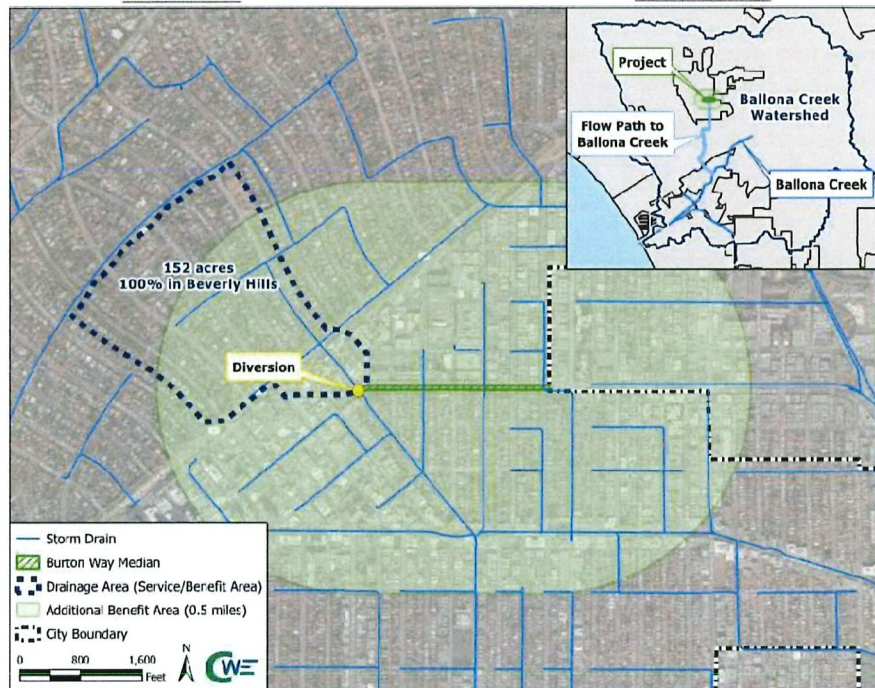 Project
Ballona Creek
Watershed
Flow Path to
Ballona Creek
Ballona Creek
152 acres
100% in Beverly Hills
Diversion
Storm Drain
Burton Way Median
Drainage Area (Service/Benefit Area)
Additional Benefit Area (0.5 miles)
City Boundary
0 800 1,600
Feet
N
CWE